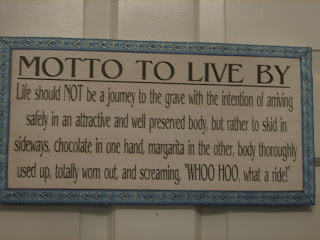 MOTTO TO LIVE BY
Life should NOT be a journey to the grave with the intention of arriving
safely in an attractive and well preserved body, but rather to skid in
sideways, chocolate in one hand, margarita in the other, body thoroughly
used up, totally worn out, and screaming, "WHOO HOO, what a ride!"